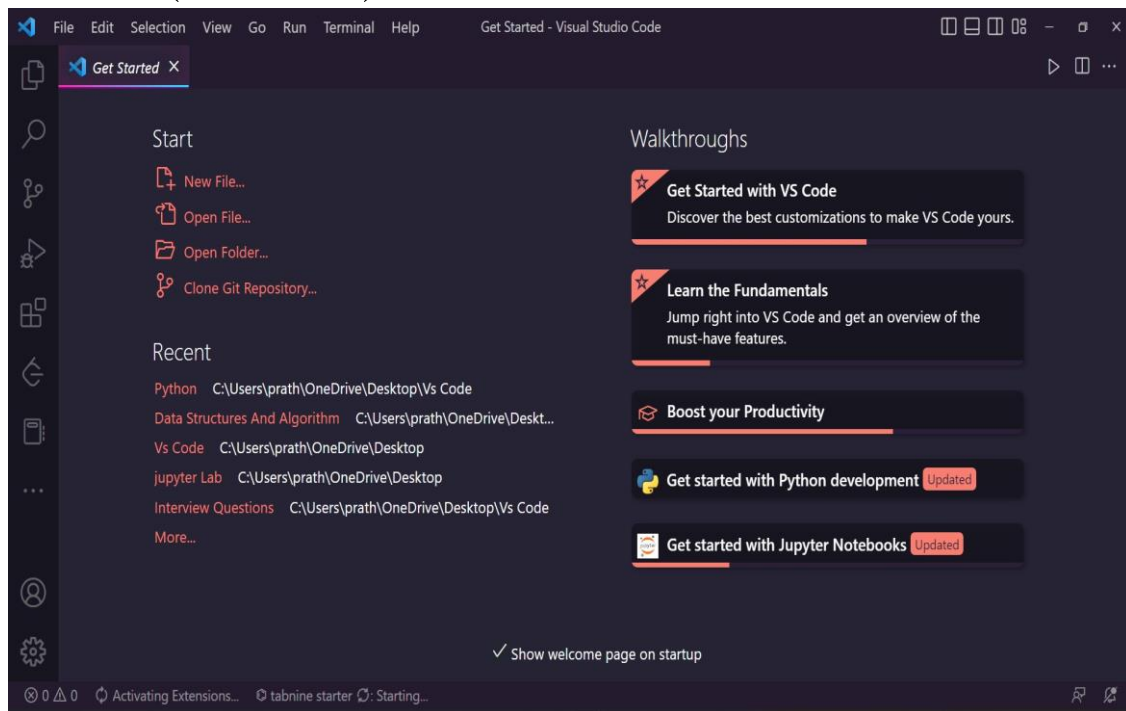 File Edit Selection View Go Run Terminal Help Get Started - Visual Studio Code
Get Started
Start
New File...
Open File...
Open Folder...
Clone Git Repository...
Recent
Python C:\Users\prath\OneDrive\Desktop\Vs Code
Data Structures And Algorithm C:\Users\prath\OneDrive\Deskt...
Vs Code C:\Users\prath\OneDrive\Desktop
jupyter Lab C:\Users\prath\OneDrive\Desktop
Interview Questions C:\Users\prath\OneDrive\Desktop\Vs Code
More...
Walkthroughs
Get Started with VS Code
Discover the best customizations to make VS Code yours.
Learn the Fundamentals
Jump right into VS Code and get an overview of the
must-have features.
Boost your Productivity
Get started with Python development Updated
Get started with Jupyter Notebooks Updated
Show welcome page on startup
0 0 Activating Extensions... tabnine starter : Starting...